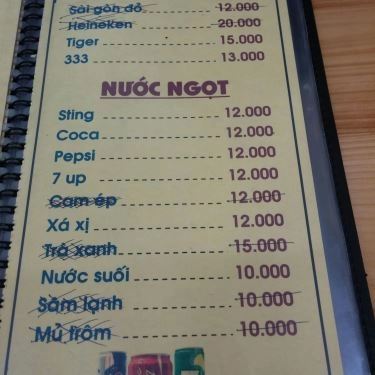 Sài gòn đỏ 12.000
Heineken 20.000
Tiger 15.000
333 13.000
NƯỚC NGỌT
Sting 12.000
Coca 12.000
Pepsi 12.000
7 up 12.000
Cam ép 12.000
Xá xị 12.000
Trà xanh 15.000
Nước suối 10.000
Sâm lạnh 10.000
Mủ trôm 10.000